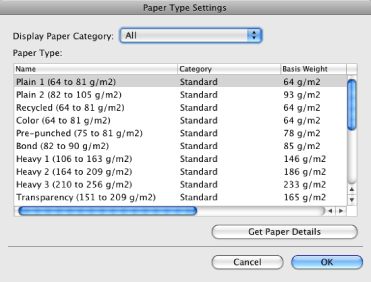 Paper Type Settings
Display Paper Category: All
Paper Type:
Name Category Basis Weight
Plain 1 (64 to 81 g/m2) Standard 64 g/m2
Plain 2 (82 to 105 g/m2) Standard 93 g/m2
Recycled (64 to 81 g/m2) Standard 64 g/m2
Color (64 to 81 g/m2) Standard 64 g/m2
Pre-punched (75 to 81 g/m2) Standard 78 g/m2
Bond (82 to 90 g/m2) Standard 85 g/m2
Heavy 1 (106 to 163 g/m2) Standard 146 g/m2
Heavy 2 (164 to 209 g/m2) Standard 186 g/m2
Heavy 3 (210 to 256 g/m2) Standard 233 g/m2
Transparency (151 to 209 g/m2) Standard 165 g/m2
Get Paper Details
Cancel OK